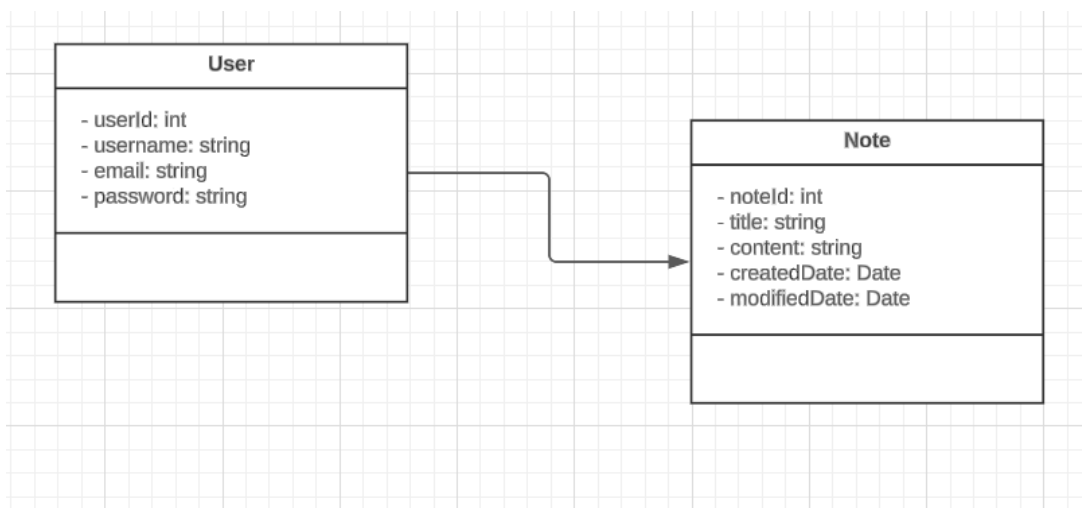 User
- userId: int
- username: string
- email: string
- password: string
Note
- noteId: int
- title: string
- content: string
- createdDate: Date
- modifiedDate: Date